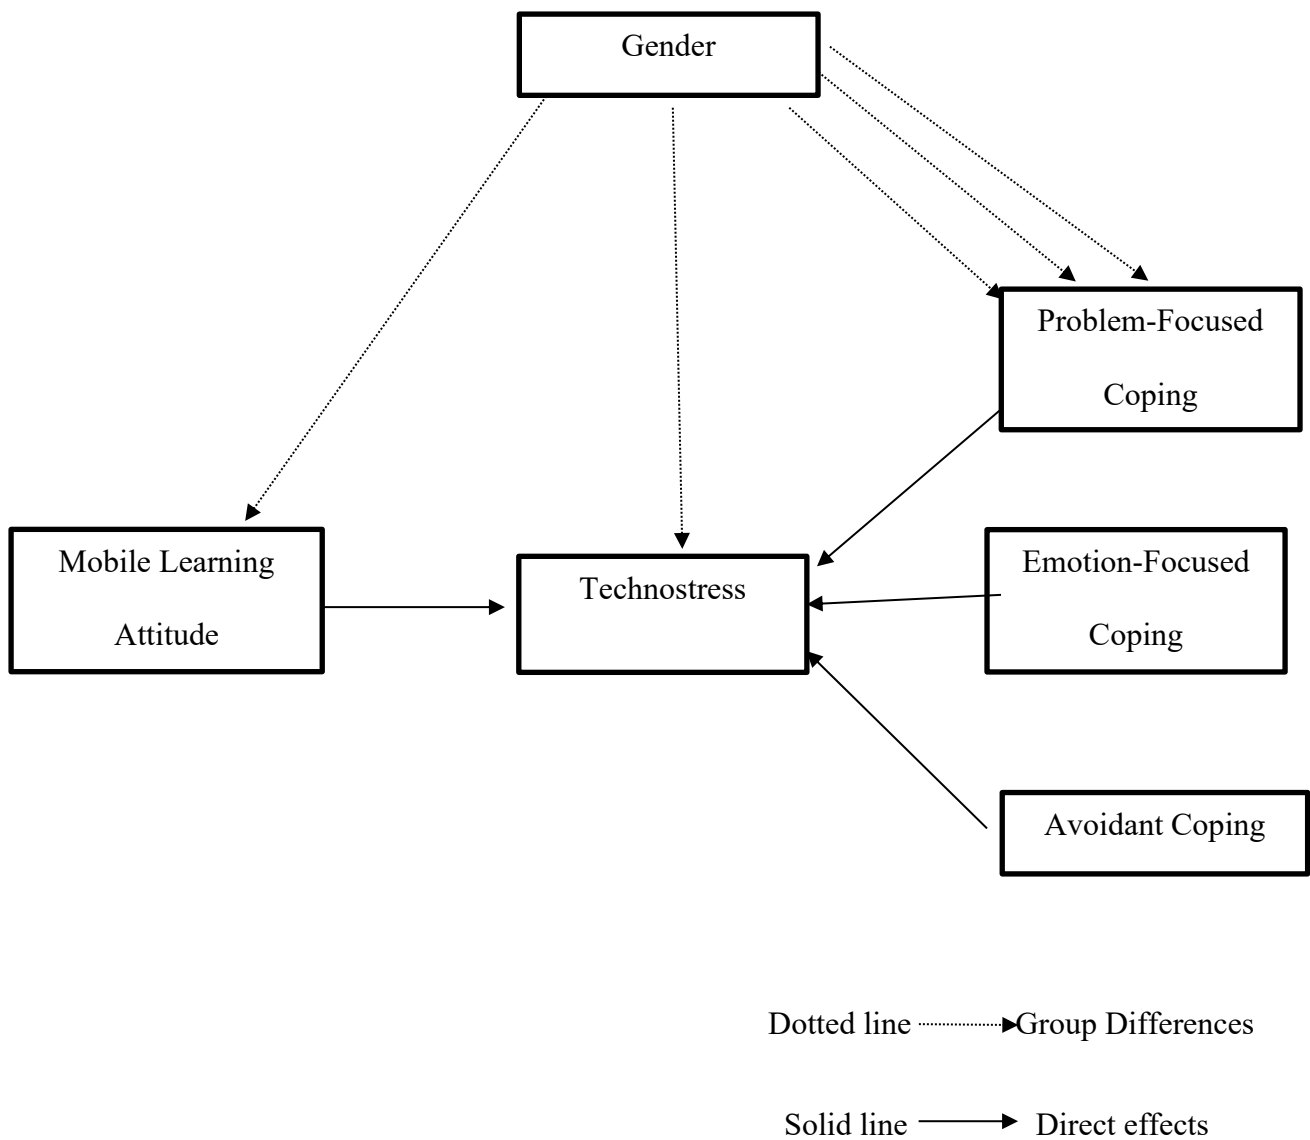 Gender
Problem-Focused
Coping
Mobile Learning
Attitude
Technostress
Emotion-Focused
Coping
Avoidant Coping
Dotted line Group Differences
Solid line Direct effects